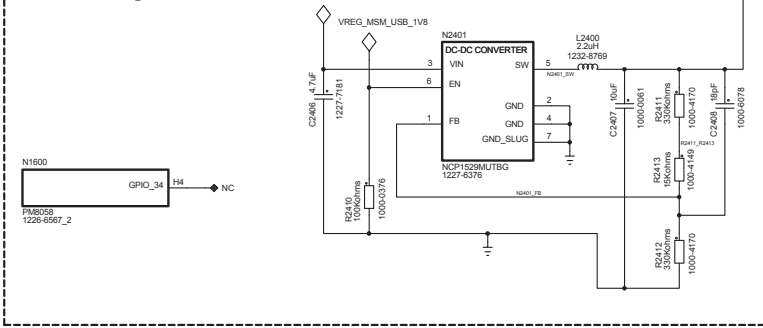 VREG_MSM_USB_1V8
N2401
DC-DC CONVERTER
3
VIN
SW
5
N2401_SW
6
EN
GND
2
GND
4
1
FB
GND_SLUG
7
NCP1529MUTBG
1227-6376
L2400
2.2uH
1232-8769
C2406
4.7uF
1227-7181
R2410
100Kohms
1000-0376
C2407
10uF
1000-0061
R2411
330Kohms
1000-4170
C2408
18pF
1000-6078
R2411_R2413
R2413
15Kohms
1000-4149
N2401_FB
R2412
330Kohms
1000-4170
N1600
GPIO_34
H4
NC
PM8058
1226-6567_2